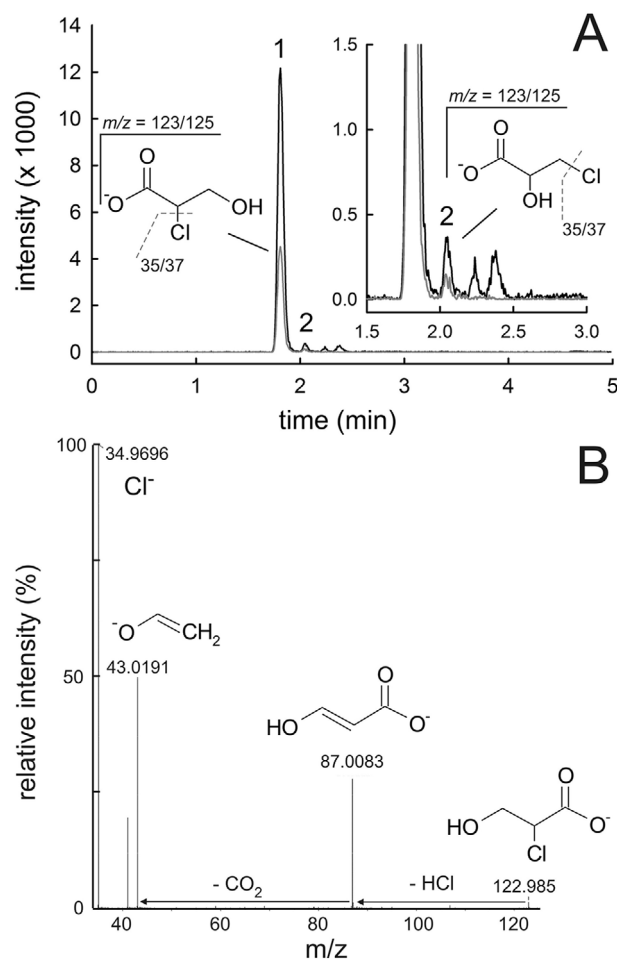 A
intensity (x 1000)
14
12
10
8
6
4
2
0
0
1
2
3
4
5
time (min)
1
2
m/z = 123/125
O
⁻O
Cl
OH
35/37
1.5
1.0
0.5
0.0
1.5
2.0
2.5
3.0
m/z = 123/125
O
⁻O
OH
Cl
35/37
2
B
relative intensity (%)
100
50
0
34.9696
Cl⁻
⁻O
CH₂
43.0191
O
HO
O⁻
87.0083
O
HO
O⁻
Cl
122.985
- CO₂
- HCl
40
60
80
100
120
m/z